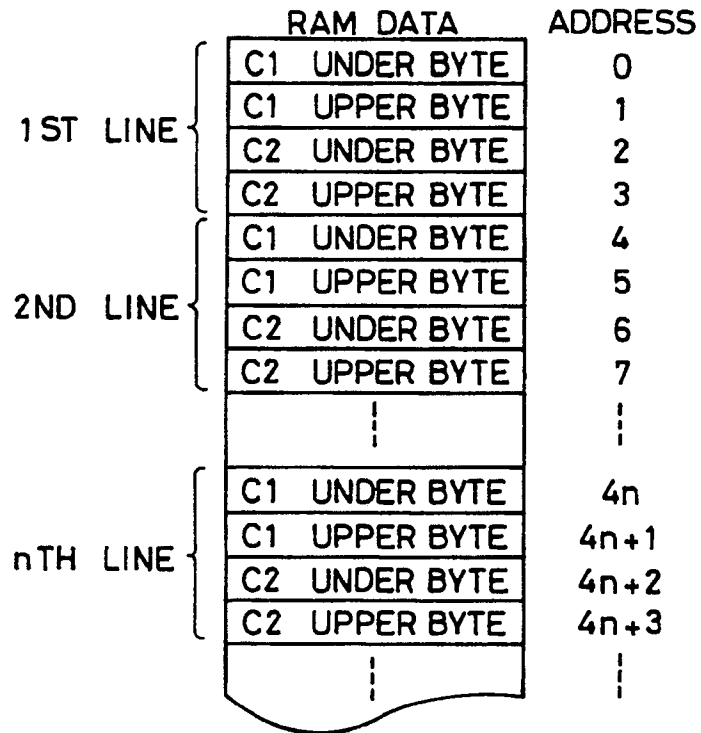 RAM DATA ADDRESS
C1 UNDER BYTE 0
C1 UPPER BYTE 1
1ST LINE
C2 UNDER BYTE 2
C2 UPPER BYTE 3
C1 UNDER BYTE 4
C1 UPPER BYTE 5
2ND LINE
C2 UNDER BYTE 6
C2 UPPER BYTE 7
C1 UNDER BYTE 4n
C1 UPPER BYTE 4n+1
nTH LINE
C2 UNDER BYTE 4n+2
C2 UPPER BYTE 4n+3